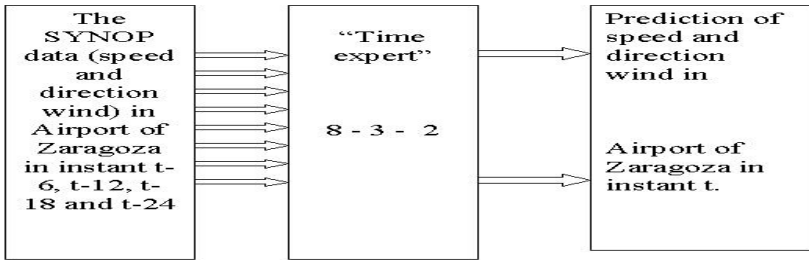 The
SYNOP
data (speed
and
direction
wind) in
Airport of
Zaragoza
in instant t-
6, t-12, t-
18 and t-24
“Time
expert”
8 - 3 - 2
Prediction of
speed and
direction
wind in
Airport of
Zaragoza in
instant t.